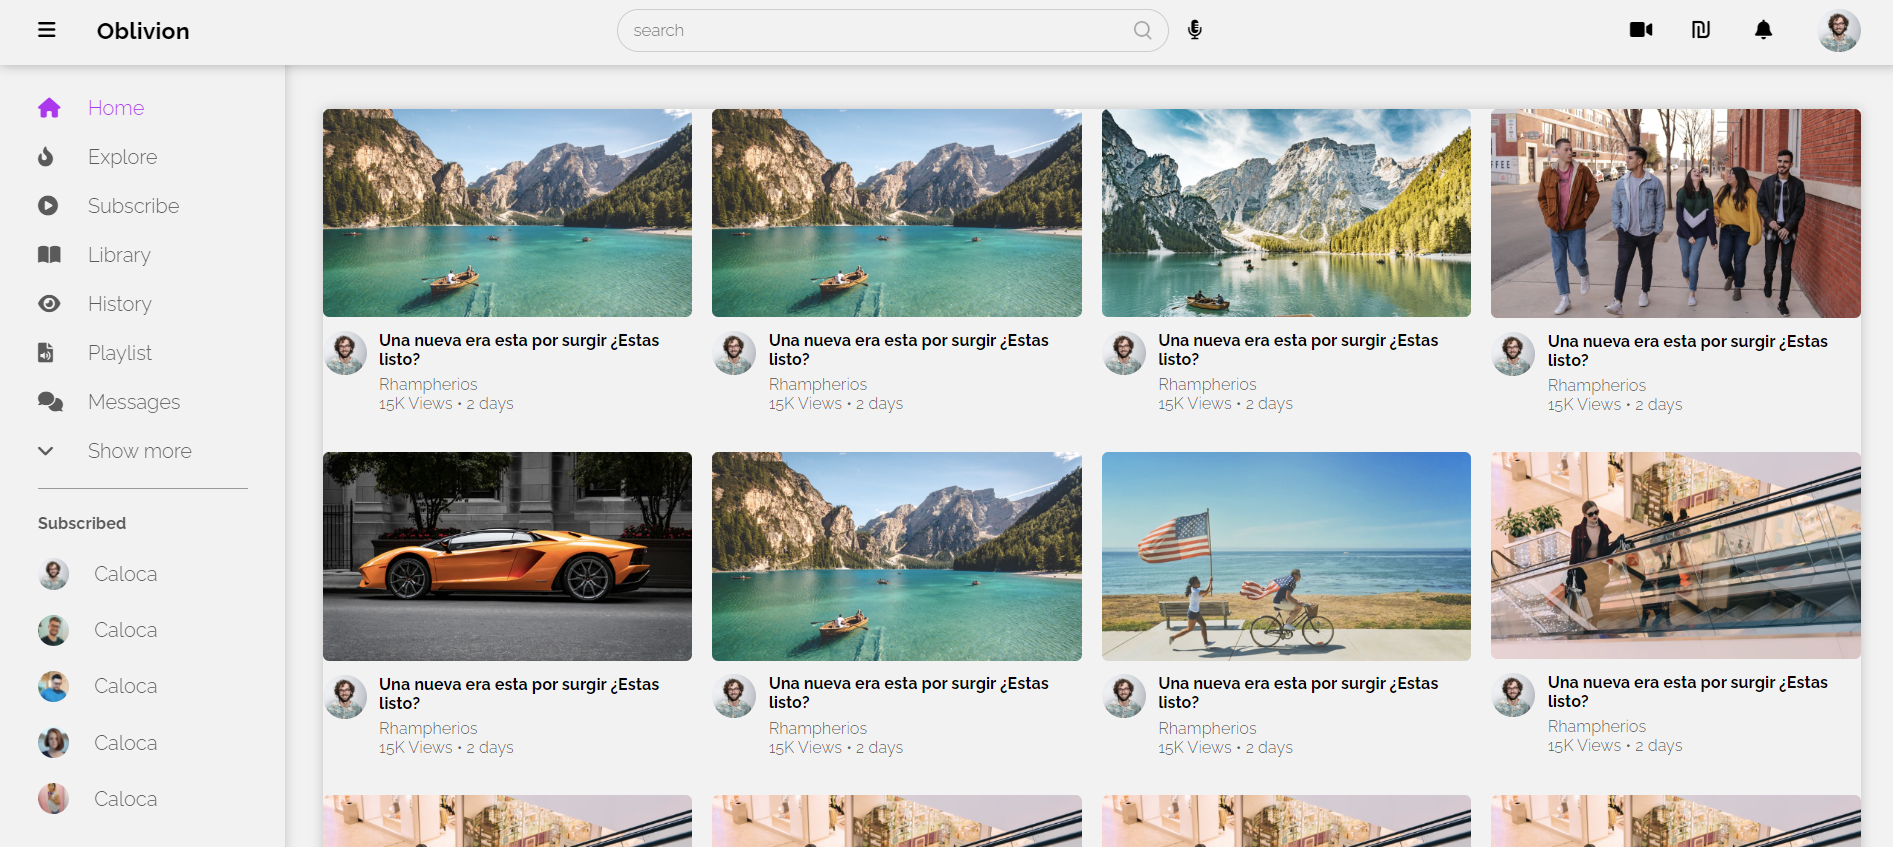 Oblivion
search
Home
Explore
Subscribe
Library
History
Playlist
Messages
Show more
Subscribed
Caloca
Caloca
Caloca
Caloca
Caloca
FFEE
Una nueva era esta por surgir ¿Estas
listo?
Rhampherios
15K Views • 2 days
Una nueva era esta por surgir ¿Estas
listo?
Rhampherios
15K Views • 2 days
Una nueva era esta por surgir ¿Estas
listo?
Rhampherios
15K Views • 2 days
Una nueva era esta por surgir ¿Estas
listo?
Rhampherios
15K Views • 2 days
Una nueva era esta por surgir ¿Estas
listo?
Rhampherios
15K Views • 2 days
Una nueva era esta por surgir ¿Estas
listo?
Rhampherios
15K Views • 2 days
Una nueva era esta por surgir ¿Estas
listo?
Rhampherios
15K Views • 2 days
Una nueva era esta por surgir ¿Estas
listo?
Rhampherios
15K Views • 2 days